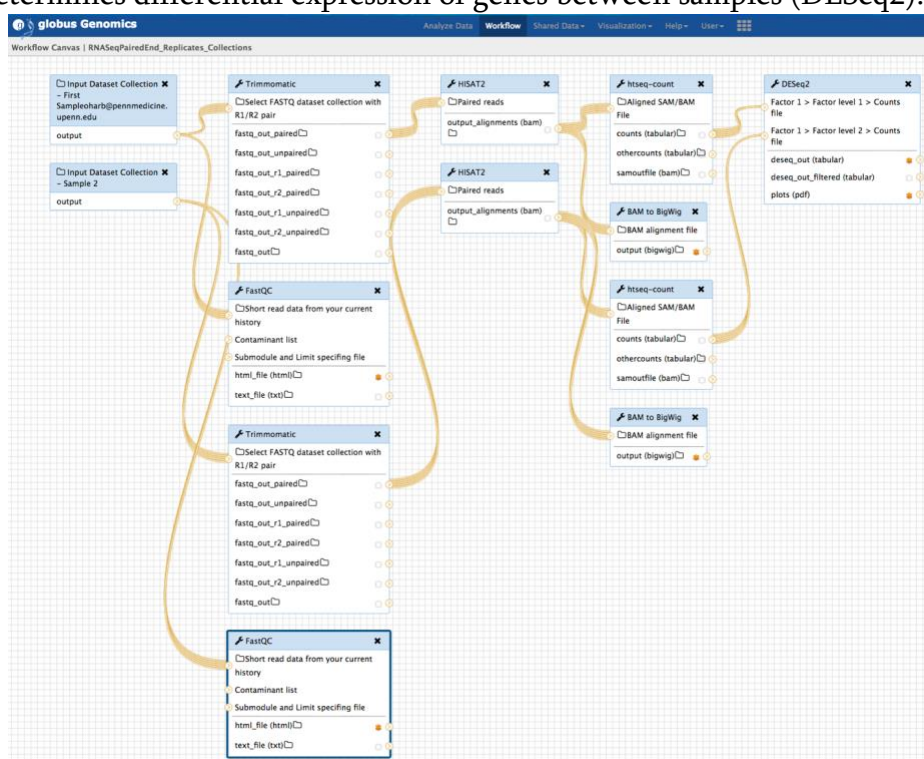 etermines differential expression of genes between samples (DESeq2).
globus Genomics
Analyze Data Workflow Shared Data Visualization Help User
Workflow Canvas | RNASeqPairedEnd_Replicates_Collections
Input Dataset Collection
- First
Sampleoharb@pennmedicine.
upenn.edu
output
Input Dataset Collection
- Sample 2
output
Trimmomatic
Select FASTQ dataset collection with
R1/R2 pair
fastq_out_paired
fastq_out_unpaired
fastq_out_r1_paired
fastq_out_r2_paired
fastq_out_r1_unpaired
fastq_out_r2_unpaired
fastq_out
FastQC
Short read data from your current
history
Contaminant list
Submodule and Limit specifing file
html_file (html)
text_file (txt)
Trimmomatic
Select FASTQ dataset collection with
R1/R2 pair
fastq_out_paired
fastq_out_unpaired
fastq_out_r1_paired
fastq_out_r2_paired
fastq_out_r1_unpaired
fastq_out_r2_unpaired
fastq_out
FastQC
Short read data from your current
history
Contaminant list
Submodule and Limit specifing file
html_file (html)
text_file (txt)
HISAT2
Paired reads
output_alignments (bam)
HISAT2
Paired reads
output_alignments (bam)
htseq-count
Aligned SAM/BAM
File
counts (tabular)
othercounts (tabular)
samoutfile (bam)
BAM to BigWig
BAM alignment file
output (bigwig)
htseq-count
Aligned SAM/BAM
File
counts (tabular)
othercounts (tabular)
samoutfile (bam)
BAM to BigWig
BAM alignment file
output (bigwig)
DESeq2
Factor 1 > Factor level 1 > Counts
file
Factor 1 > Factor level 2 > Counts
file
deseq_out (tabular)
deseq_out_filtered (tabular)
plots (pdf)